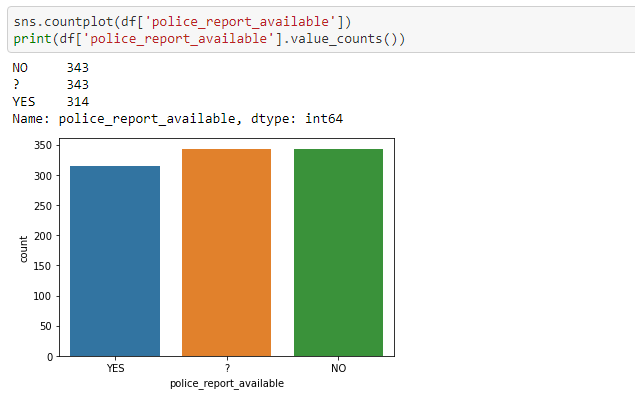 sns.countplot(df['police_report_available'])
print(df['police_report_available'].value_counts())
NO     343
?      343
YES    314
Name: police_report_available, dtype: int64
350
300
250
200
150
100
50
0
count
YES ? NO
police_report_available